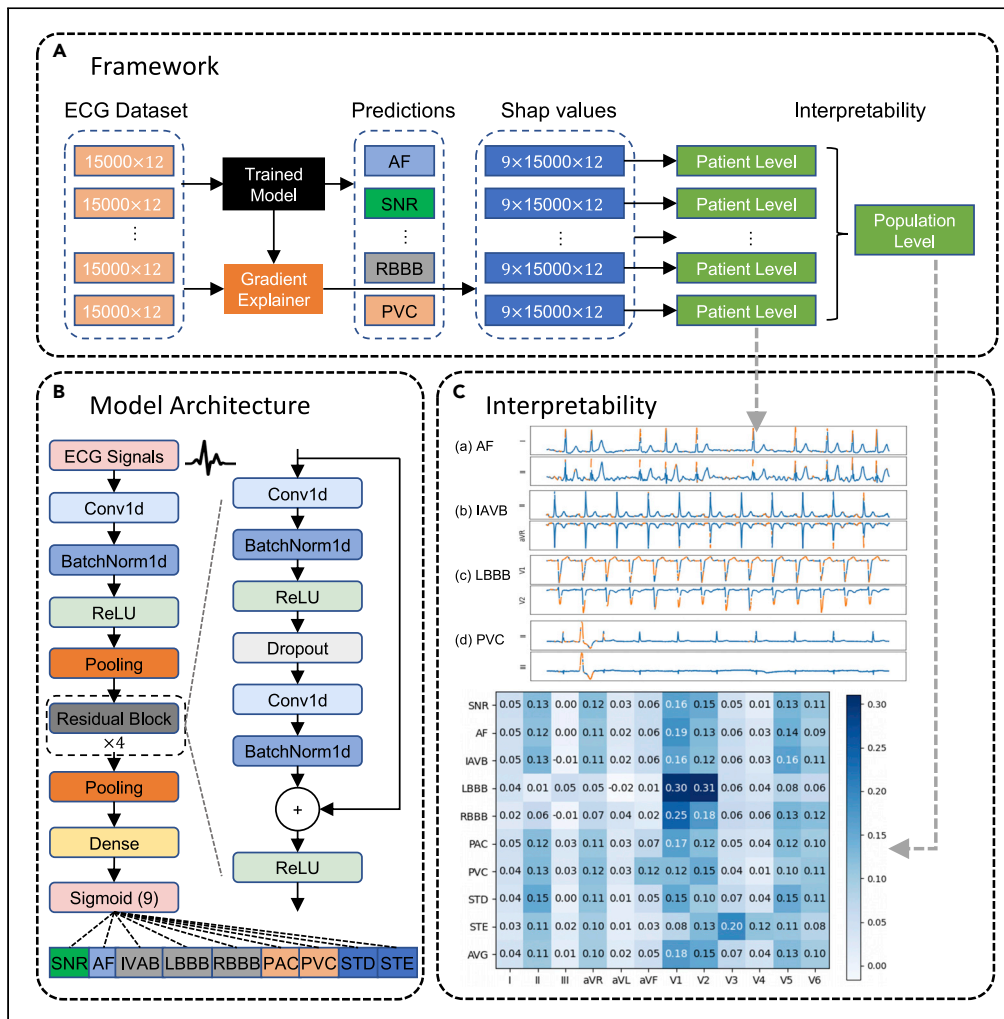 A
Framework
ECG Dataset
Predictions
Shap values
Interpretability
15000×12
Trained
Model
AF
9×15000×12
Patient Level
15000×12
SNR
9×15000×12
Patient Level
Population
Level
15000×12
Gradient
Explainer
RBBB
9×15000×12
Patient Level
15000×12
PVC
9×15000×12
Patient Level
B
Model Architecture
ECG Signals
Conv1d
BatchNorm1d
ReLU
Pooling
Residual Block
×4
Pooling
Dense
Sigmoid (9)
Conv1d
BatchNorm1d
ReLU
Dropout
Conv1d
BatchNorm1d
+
ReLU
SNR AF IVAB LBBB RBBB PAC PVC STD STE
C
Interpretability
(a) AF
I
II
(b) IAVB
II
aVR
(c) LBBB
V1
V2
(d) PVC
II
III
SNR 0.05 0.13 0.00 0.12 0.03 0.06 0.16 0.15 0.05 0.01 0.13 0.11
AF 0.05 0.12 0.00 0.11 0.02 0.06 0.19 0.13 0.06 0.03 0.14 0.09
IAVB 0.05 0.13 -0.01 0.11 0.02 0.06 0.16 0.12 0.06 0.04 0.16 0.11
LBBB 0.04 0.01 0.05 0.05 -0.02 0.01 0.30 0.31 0.06 0.04 0.08 0.06
RBBB 0.02 0.06 -0.01 0.07 0.04 0.02 0.25 0.18 0.06 0.06 0.13 0.12
PAC 0.05 0.12 0.03 0.11 0.03 0.07 0.17 0.12 0.04 0.05 0.12 0.10
PVC 0.04 0.13 0.03 0.12 0.03 0.12 0.12 0.15 0.04 0.01 0.10 0.11
STD 0.04 0.15 0.00 0.11 0.03 0.05 0.11 0.14 0.07 0.04 0.15 0.11
STE 0.03 0.11 0.02 0.10 0.01 0.03 0.08 0.13 0.20 0.12 0.11 0.08
AVG 0.04 0.11 0.01 0.10 0.02 0.05 0.18 0.15 0.07 0.04 0.13 0.10
I II III aVR aVL aVF V1 V2 V3 V4 V5 V6
0.30
0.25
0.20
0.15
0.10
0.05
0.00